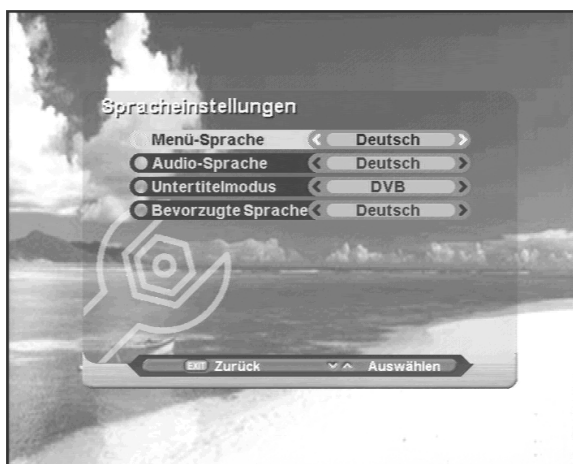 Spracheinstellungen
Menü-Sprache Deutsch
Audio-Sprache Deutsch
Untertitelmodus DVB
Bevorzugte Sprache Deutsch
EXIT Zurück Auswählen